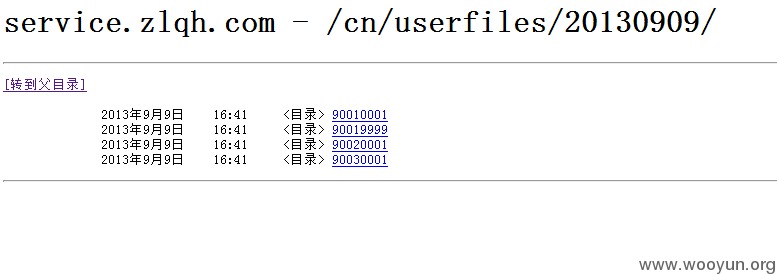 service.zlqh.com - /cn/userfiles/20130909/
[转到父目录]
2013年9月9日 16:41 <目录> 90010001
2013年9月9日 16:41 <目录> 90019999
2013年9月9日 16:41 <目录> 90020001
2013年9月9日 16:41 <目录> 90030001
www.wooyun.org